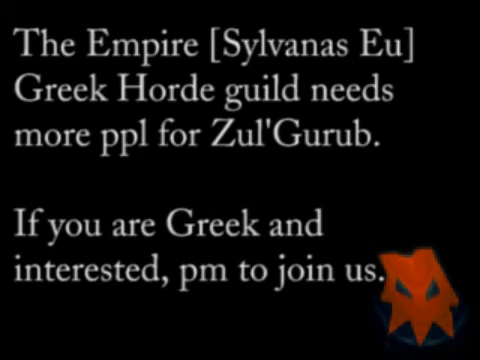 The Empire [Sylvanas Eu]
Greek Horde guild needs
more ppl for Zul'Gurub.
If you are Greek and
interested, pm to join us.